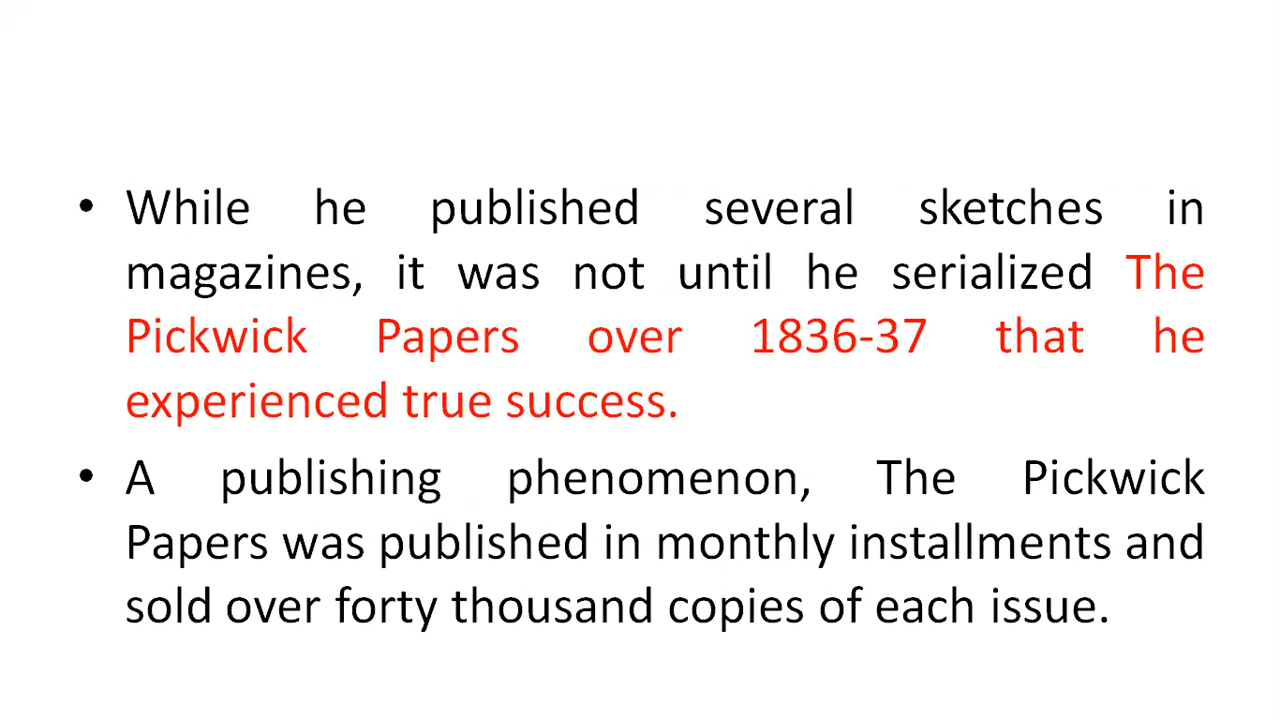 • While he published several sketches in
magazines, it was not until he serialized The
Pickwick Papers over 1836-37 that he
experienced true success.
• A publishing phenomenon, The Pickwick
Papers was published in monthly installments and
sold over forty thousand copies of each issue.